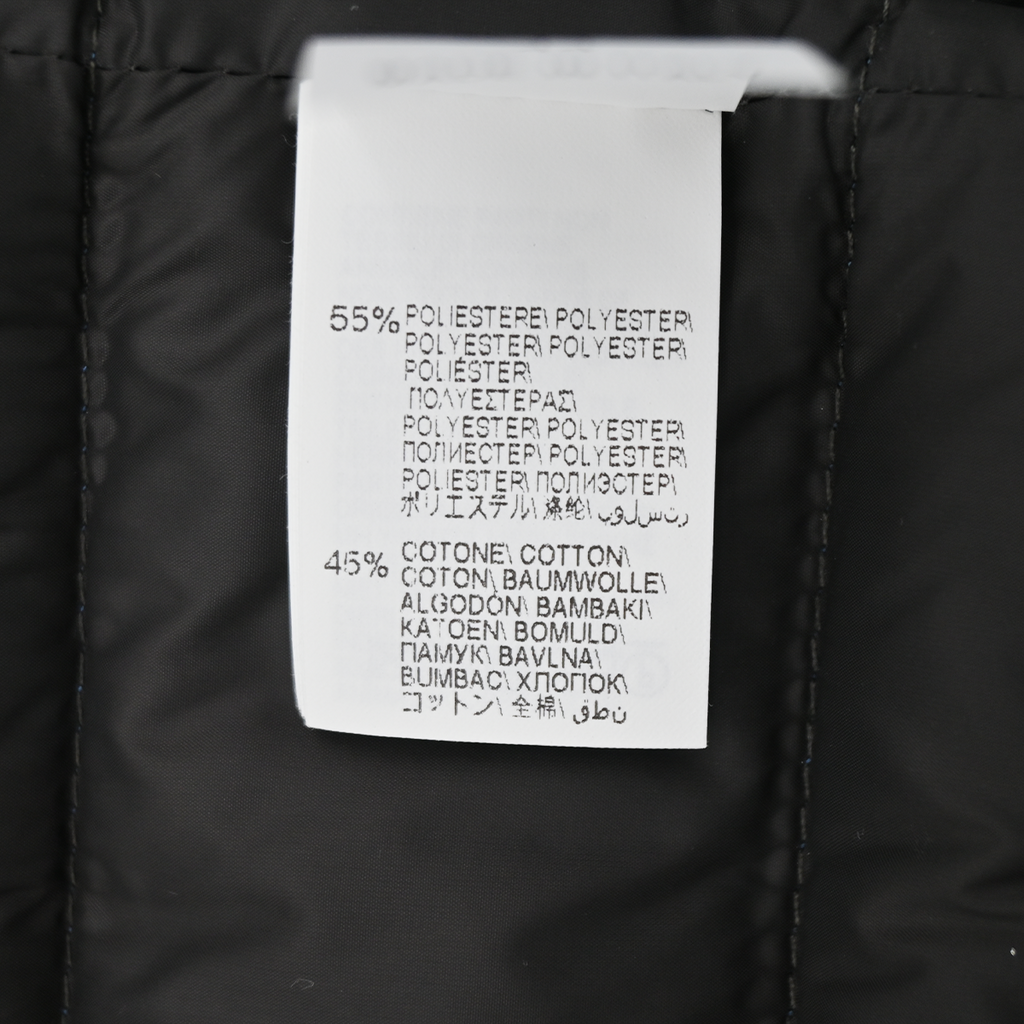 55% POLIESTERE\ POLYESTER\
POLYESTER\ POLYESTER\
POLIÉSTER\
ΠΟΛΥΕΣΤΕΡΑΣ\
POLYESTER\ POLYESTER\
ПОЛИЕСТЕР\ POLYESTER\
POLIESTER\ ПОЛИЭСТЕР\
ポリエステル\ 涤纶\ بولستر
45% COTONE\ COTTON\
COTON\ BAUMWOLLE\
ALGODÓN\ BAMBAKI\
KATOEN\ BOMULD\
ПАМУК\ BAVLNA\
BUMBAC\ ХЛОПОК\
コットン\ 全棉\ قطن